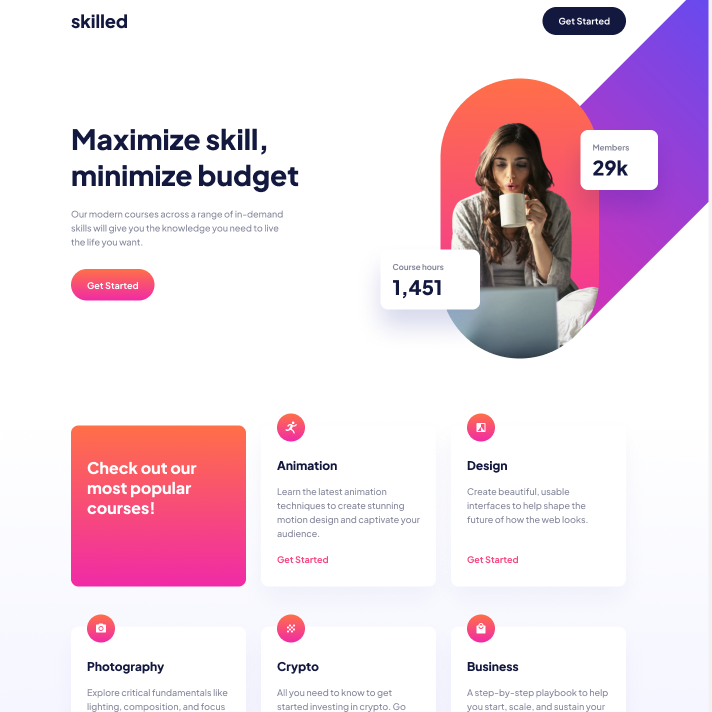 skilled
Get Started
Maximize skill,
minimize budget
Our modern courses across a range of in-demand
skills will give you the knowledge you need to live
the life you want.
Get Started
Members
29k
Course hours
1,451
Check out our
most popular
courses!
Animation
Learn the latest animation
techniques to create stunning
motion design and captivate your
audience.
Get Started
Design
Create beautiful, usable
interfaces to help shape the
future of how the web looks.
Get Started
Photography
Explore critical fundamentals like
lighting, composition, and focus
Crypto
All you need to know to get
started investing in crypto. Go
Business
A step-by-step playbook to help
you start, scale, and sustain your